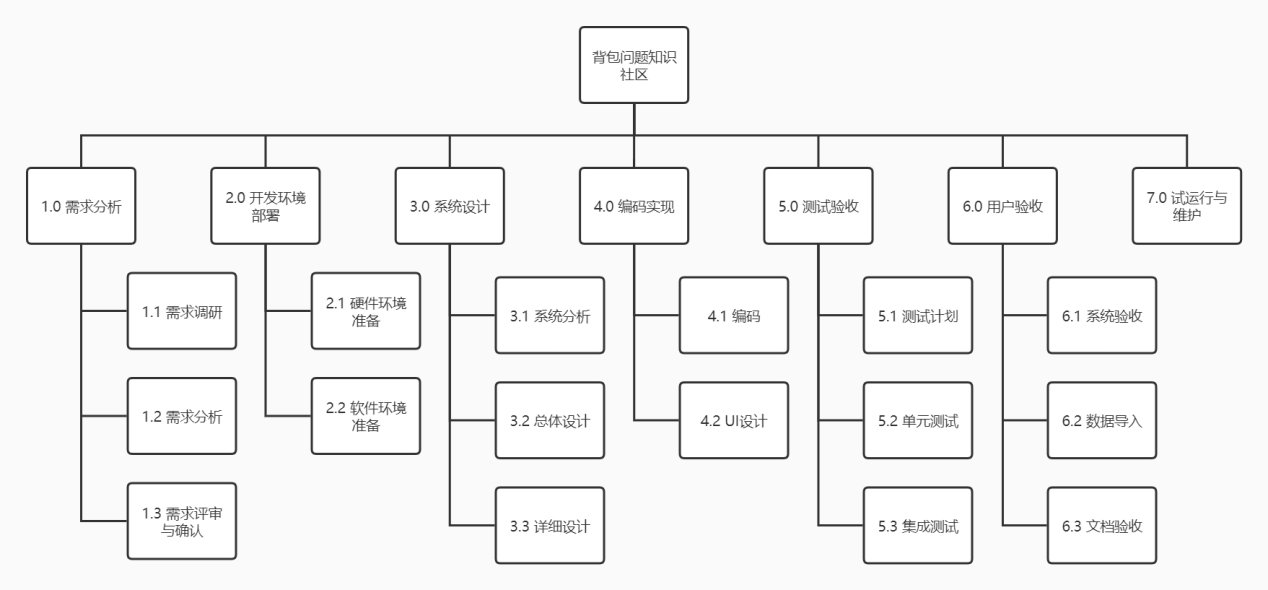 背包问题知识
社区
1.0 需求分析
2.0 开发环境
部署
3.0 系统设计
4.0 编码实现
5.0 测试验收
6.0 用户验收
7.0 试运行与
维护
1.1 需求调研
1.2 需求分析
1.3 需求评审
与确认
2.1 硬件环境
准备
2.2 软件环境
准备
3.1 系统分析
3.2 总体设计
3.3 详细设计
4.1 编码
4.2 UI设计
5.1 测试计划
5.2 单元测试
5.3 集成测试
6.1 系统验收
6.2 数据导入
6.3 文档验收